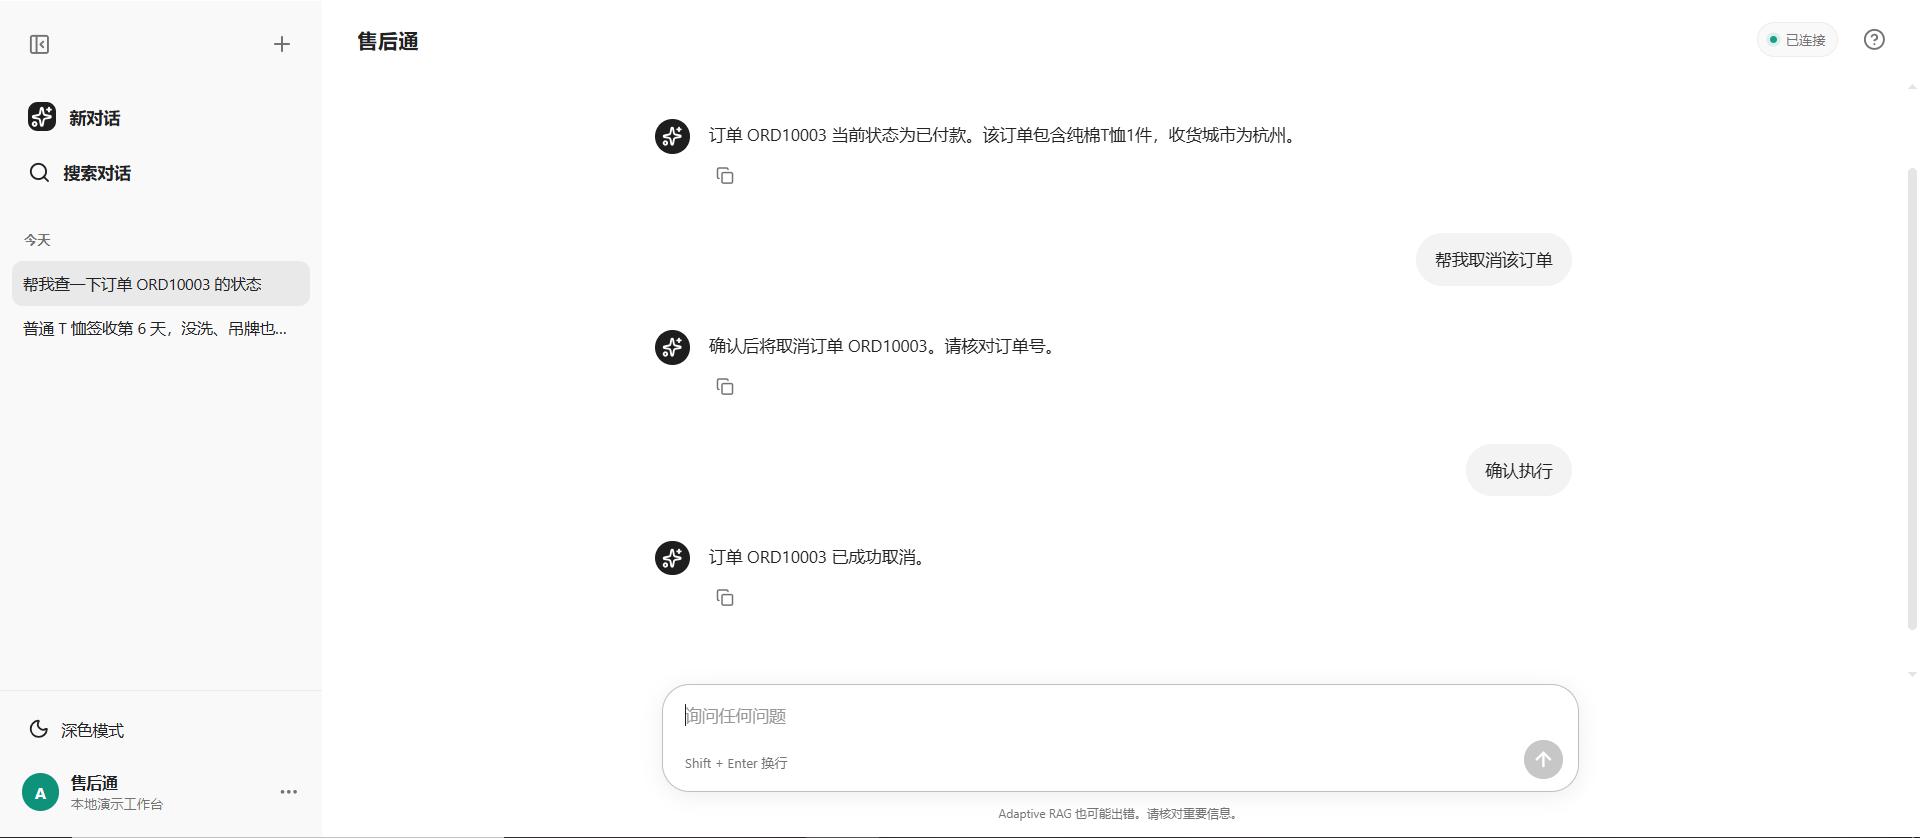 售后通
已连接
新对话
搜索对话
今天
帮我查一下订单 ORD10003 的状态
普通 T 恤签收第 6 天，没洗、吊牌也...
订单 ORD10003 当前状态为已付款。该订单包含纯棉T恤1件，收货城市为杭州。
帮我取消该订单
确认后将取消订单 ORD10003。请核对订单号。
确认执行
订单 ORD10003 已成功取消。
询问任何问题
Shift + Enter 换行
Adaptive RAG 也可能出错。请核对重要信息。
深色模式
A
售后通
本地演示工作台